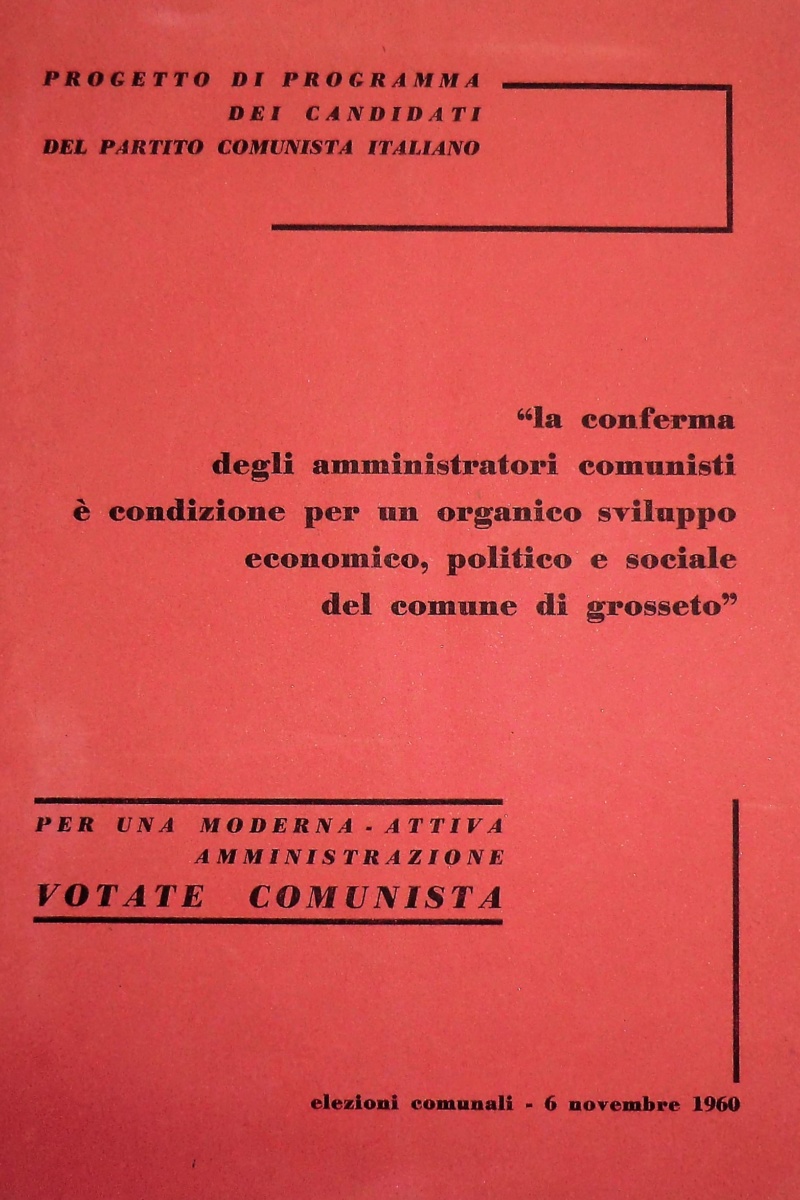 PROGETTO DI PROGRAMMA
DEI CANDIDATI
DEL PARTITO COMUNISTA ITALIANO
“la conferma
degli amministratori comunisti
è condizione per un organico sviluppo
economico, politico e sociale
del comune di grosseto”
PER UNA MODERNA - ATTIVA
AMMINISTRAZIONE
VOTATE COMUNISTA
elezioni comunali - 6 novembre 1960